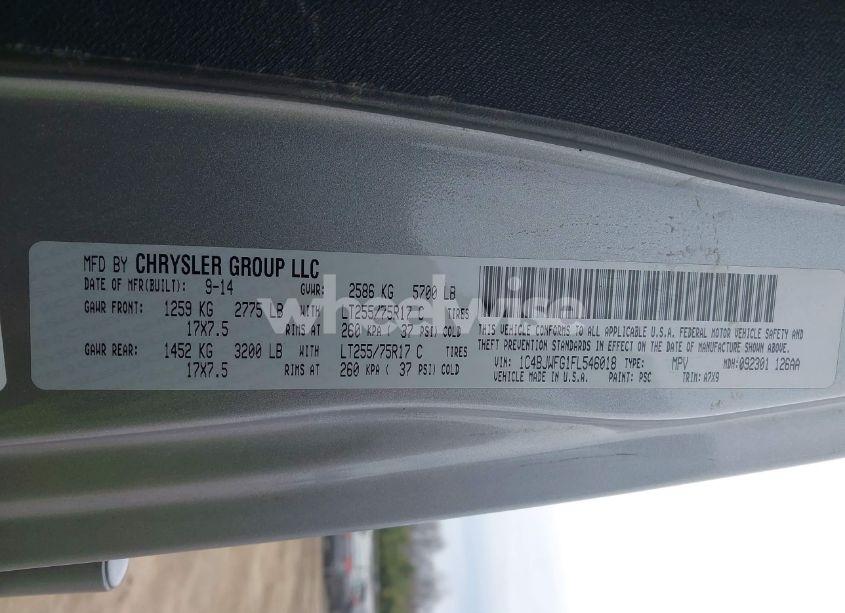 MFD BY CHRYSLER GROUP LLC
DATE OF MFR(BUILT): 9-14 GVWR: 2586 KG 5700 LB
GAWR FRONT: 1259 KG 2775 LB WITH LT255/75R17 C TIRES
17X7.5 RIMS AT 260 KPA ( 37 PSI) COLD
GAWR REAR: 1452 KG 3200 LB WITH LT255/75R17 C TIRES
17X7.5 RIMS AT 260 KPA ( 37 PSI) COLD
THIS VEHICLE CONFORMS TO ALL APPLICABLE U.S.A. FEDERAL MOTOR VEHICLE SAFETY AND
THEFT PREVENTION STANDARDS IN EFFECT ON THE DATE OF MANUFACTURE SHOWN ABOVE.
VIN: 1C4BJWFG1FL546018 TYPE: MPV MDH: 092301 126AA
VEHICLE MADE IN U.S.A. PAINT: PSC TRIM: A7X9
wheelwise